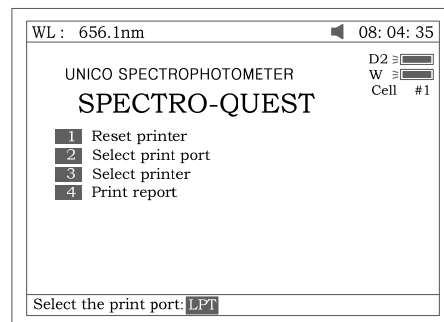 WL: 656.1nm 08: 04: 35
D2
W
Cell #1
UNICO SPECTROPHOTOMETER
SPECTRO-QUEST
1 Reset printer
2 Select print port
3 Select printer
4 Print report
Select the print port: LPT